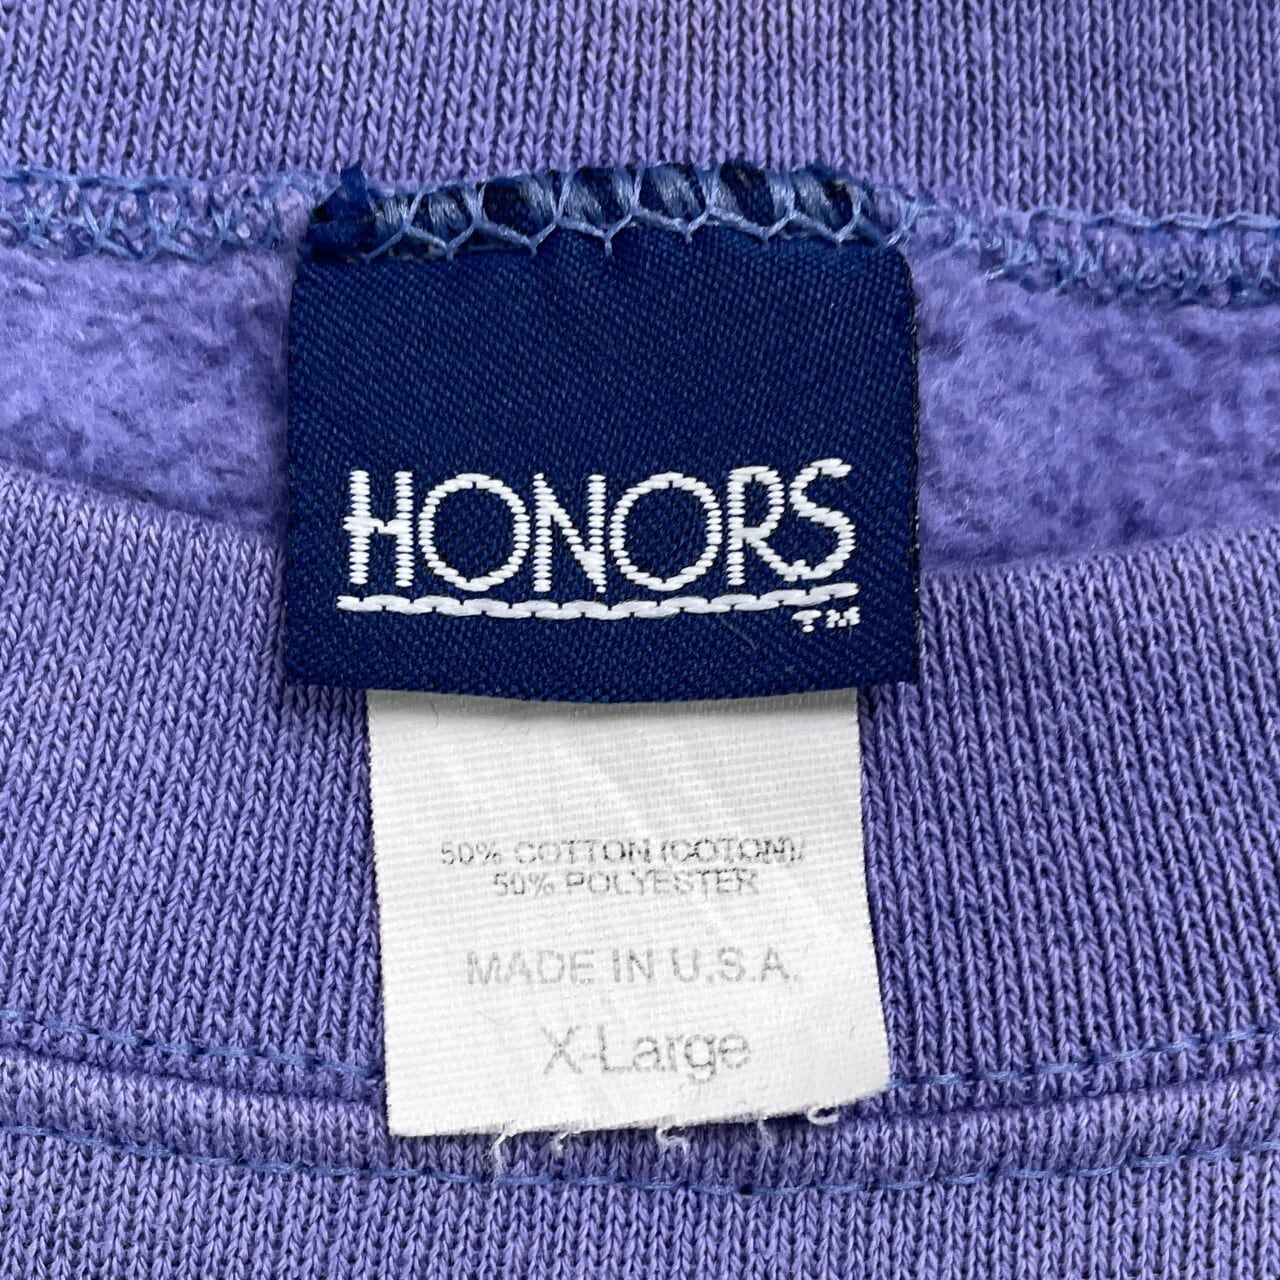 HONORS
TM
50% COTTON (COTON)/
50% POLYESTER
MADE IN U.S.A.
X-Large